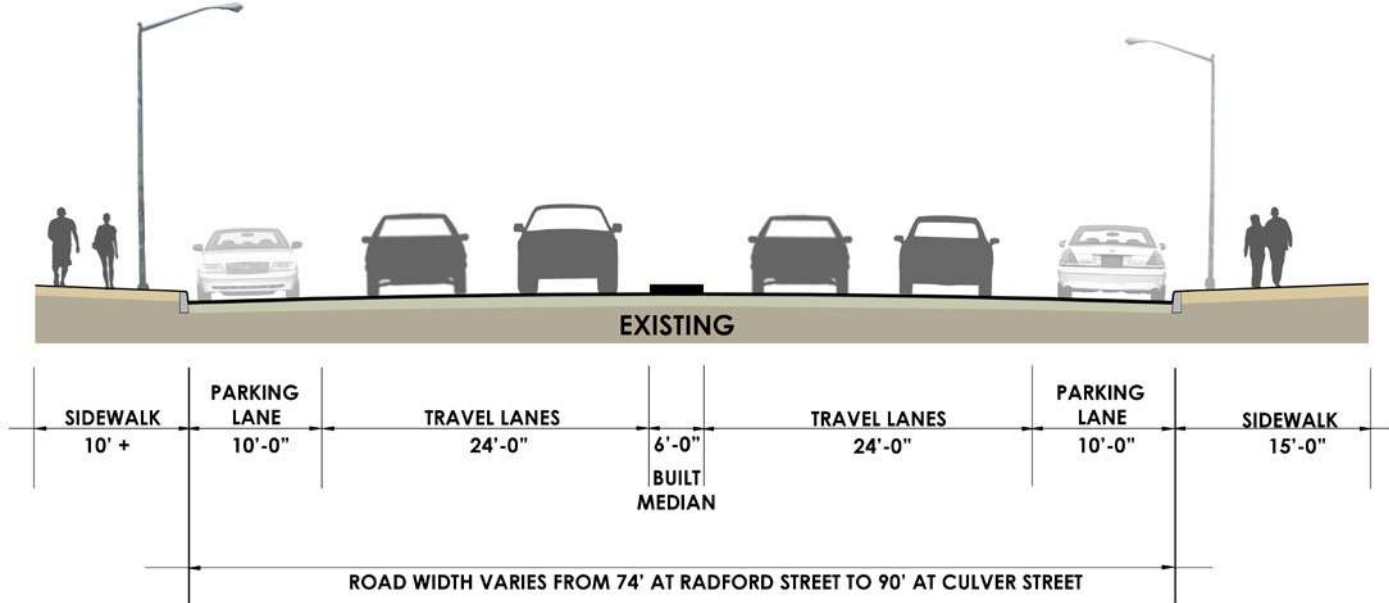 EXISTING
SIDEWALK
10' +
PARKING
LANE
10'-0"
TRAVEL LANES
24'-0"
6'-0"
BUILT
MEDIAN
TRAVEL LANES
24'-0"
PARKING
LANE
10'-0"
SIDEWALK
15'-0"
ROAD WIDTH VARIES FROM 74' AT RADFORD STREET TO 90' AT CULVER STREET